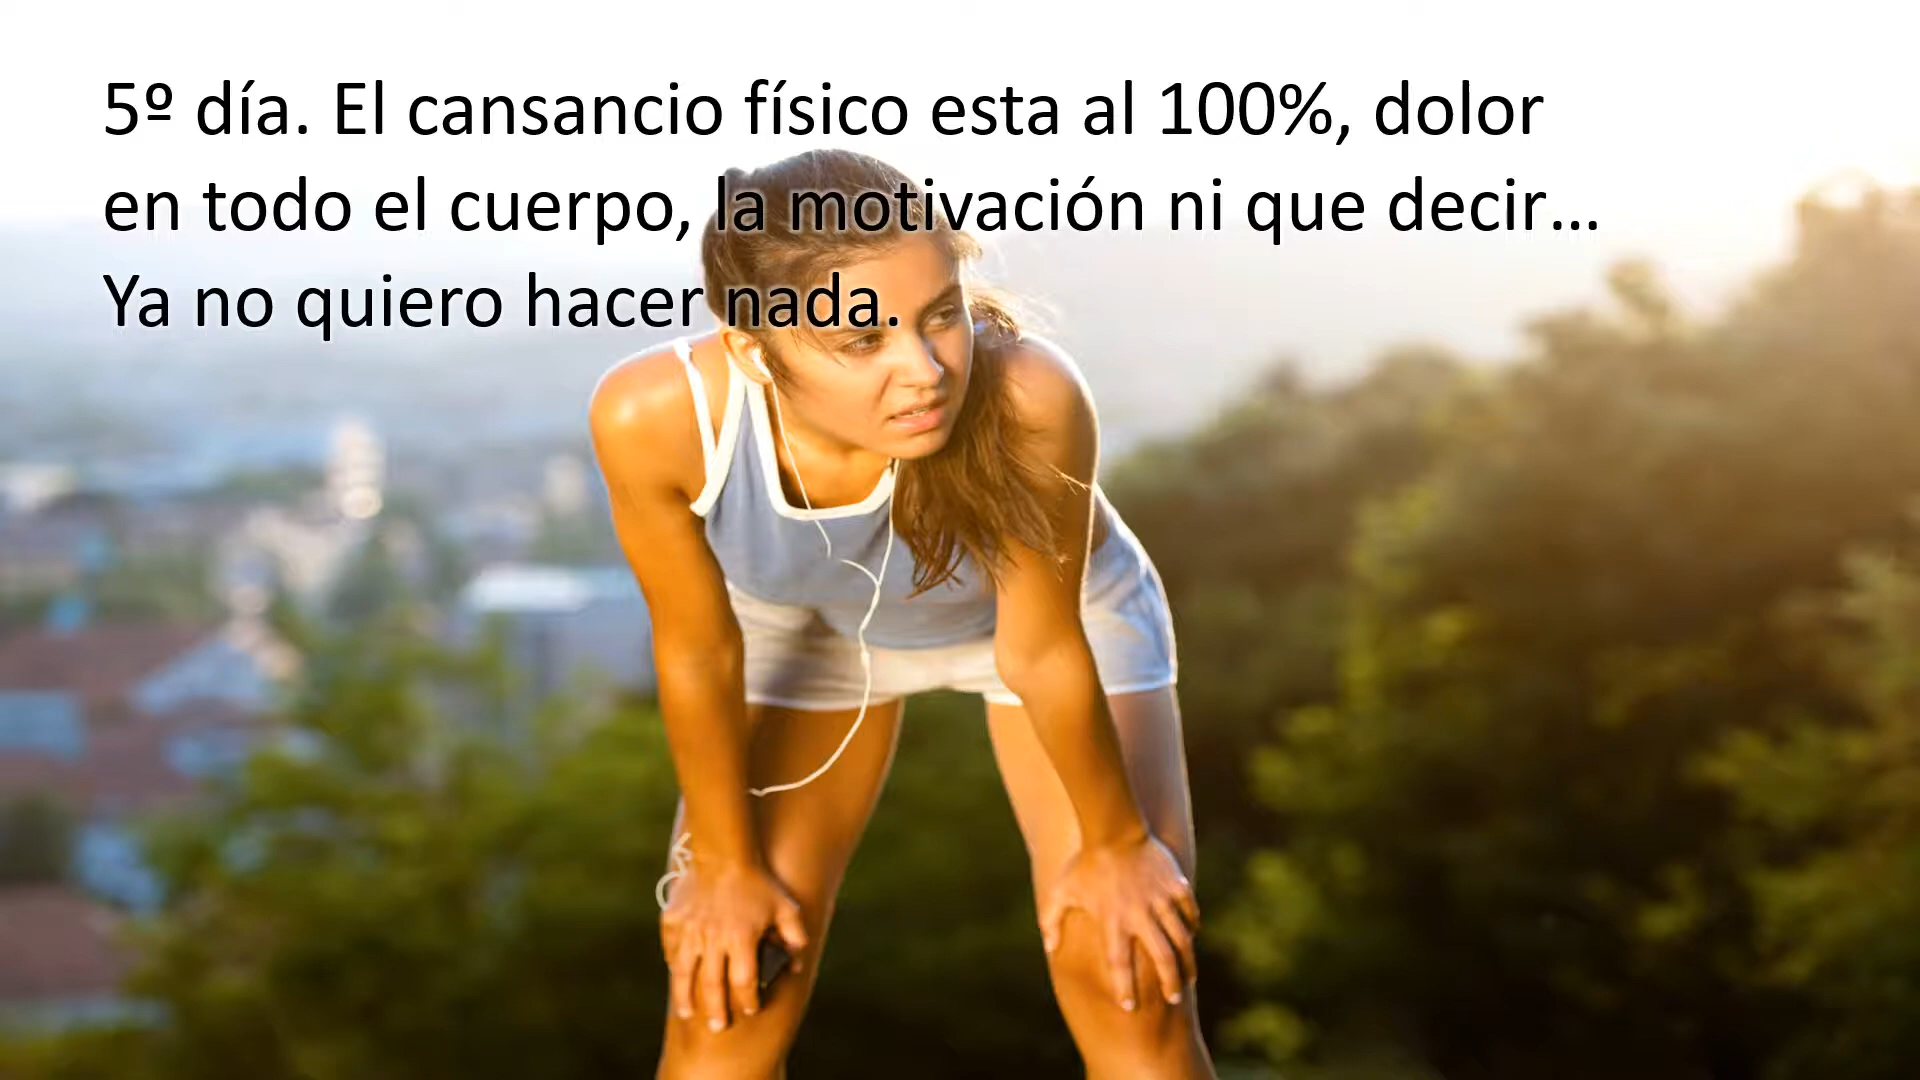 5º día. El cansancio físico esta al 100%, dolor
en todo el cuerpo, la motivación ni que decir...
Ya no quiero hacer nada.